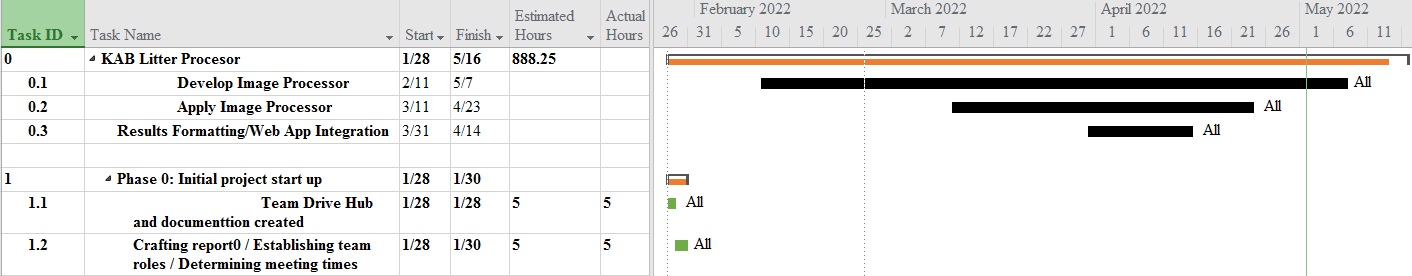 Estimated Actual February 2022 March 2022 April 2022 May 2022
Task ID Task Name Start Finish Hours Hours 26 31 5 10 15 20 25 2 7 12 17 22 27 1 6 11 16 21 26 1 6 11
0 KAB Litter Procesor 1/28 5/16 888.25
0.1 Develop Image Processor 2/11 5/7 All
0.2 Apply Image Processor 3/11 4/23 All
0.3 Results Formatting/Web App Integration 3/31 4/14 All
1 Phase 0: Initial project start up 1/28 1/30
1.1 Team Drive Hub 1/28 1/28 5 5 All
and documenttion created
1.2 Crafting report0 / Establishing team 1/28 1/30 5 5 All
roles / Determining meeting times